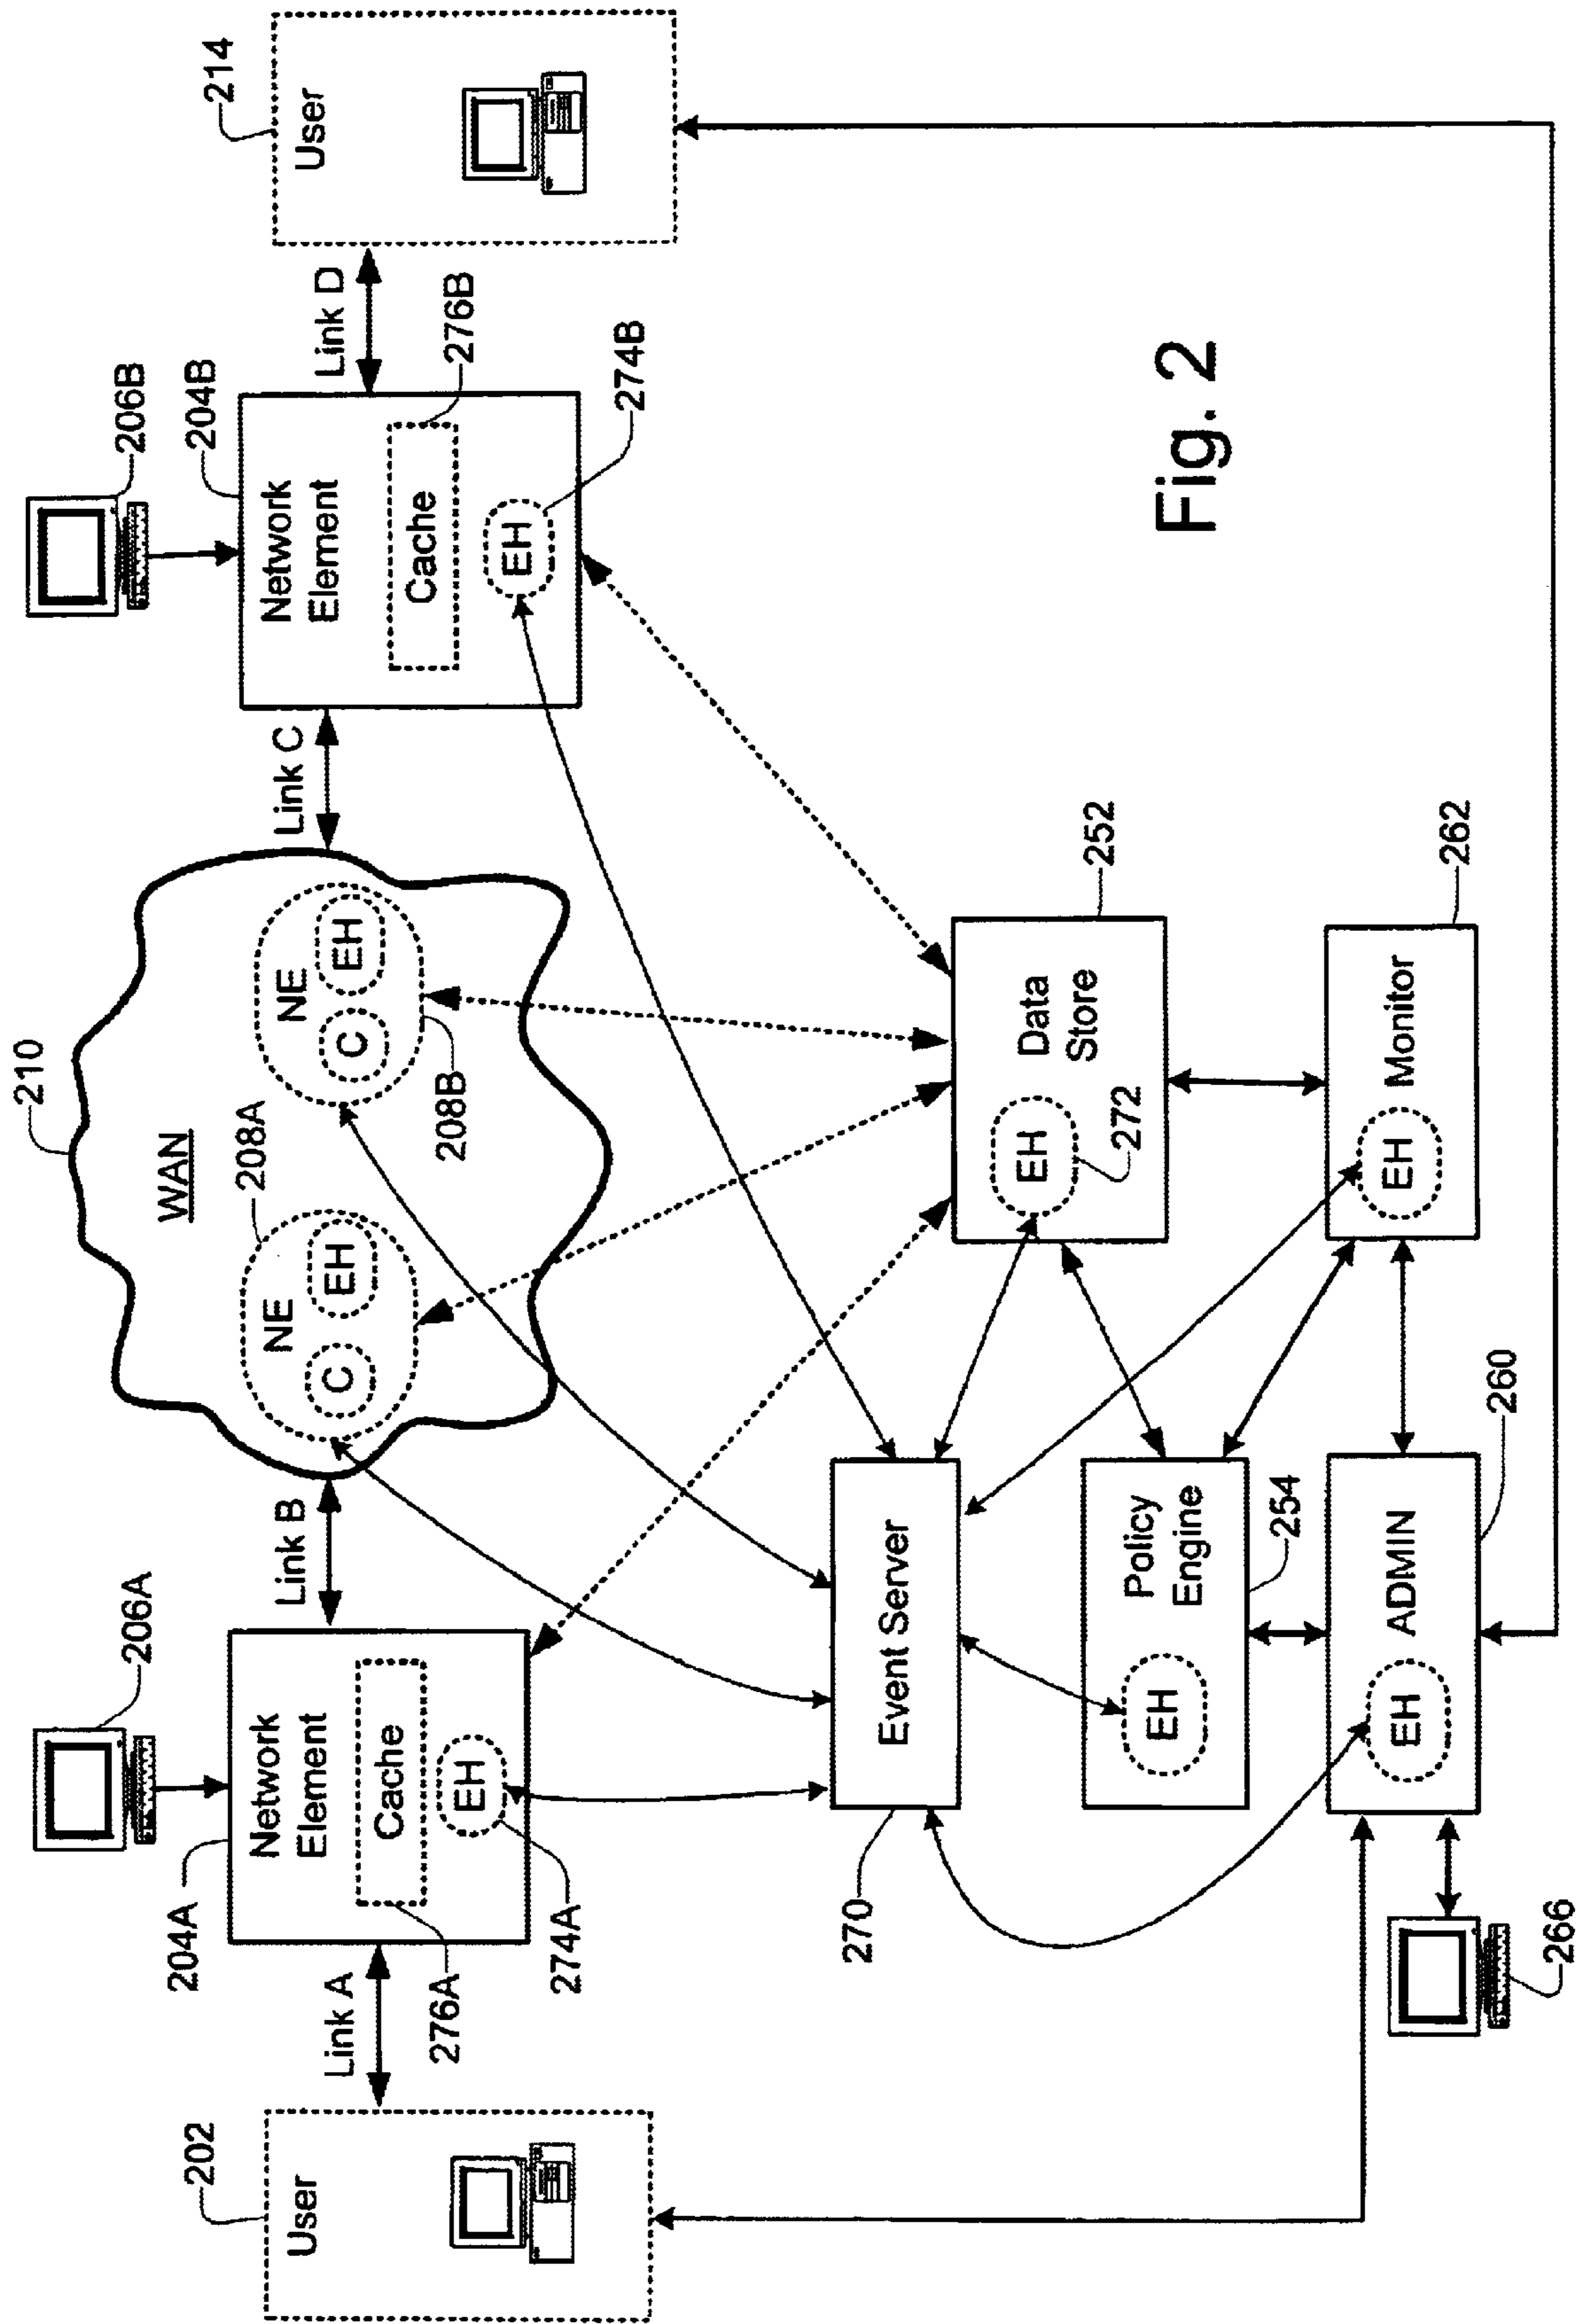 206A
206B
210
204A
204B
202
214
User
Link A
Network
Element
Cache
EH
276A
274A
Link B
WAN
208A
NE
C
EH
NE
C
EH
208B
Link C
Network
Element
Cache
EH
276B
274B
Link D
User
Event Server
270
Data
Store
EH
272
252
Policy
Engine
EH
254
Monitor
EH
262
ADMIN
EH
260
266
Fig. 2